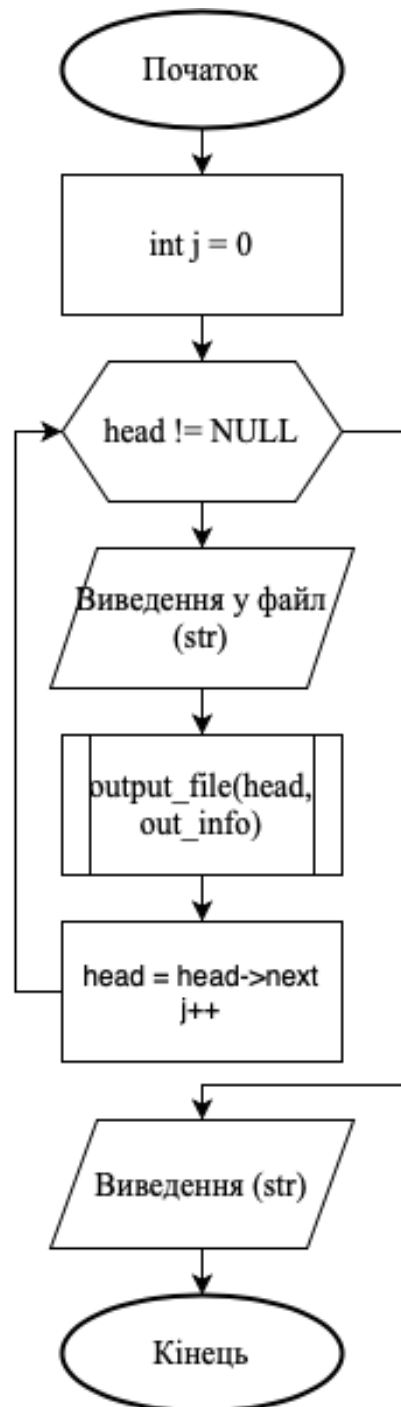 Початок
int j = 0
head != NULL
Виведення у файл
(str)
output_file(head,
out_info)
head = head->next
j++
Виведення (str)
Кінець